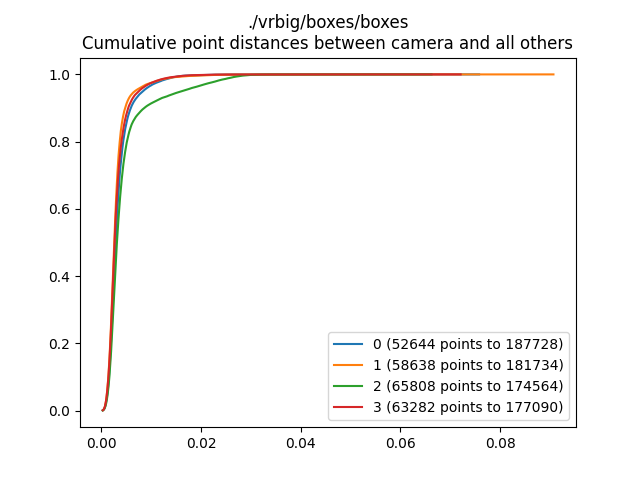 ./vrbig/boxes/boxes
Cumulative point distances between camera and all others
1.0
0.8
0.6
0.4
0.2
0.0
0 (52644 points to 187728)
1 (58638 points to 181734)
2 (65808 points to 174564)
3 (63282 points to 177090)
0.00 0.02 0.04 0.06 0.08